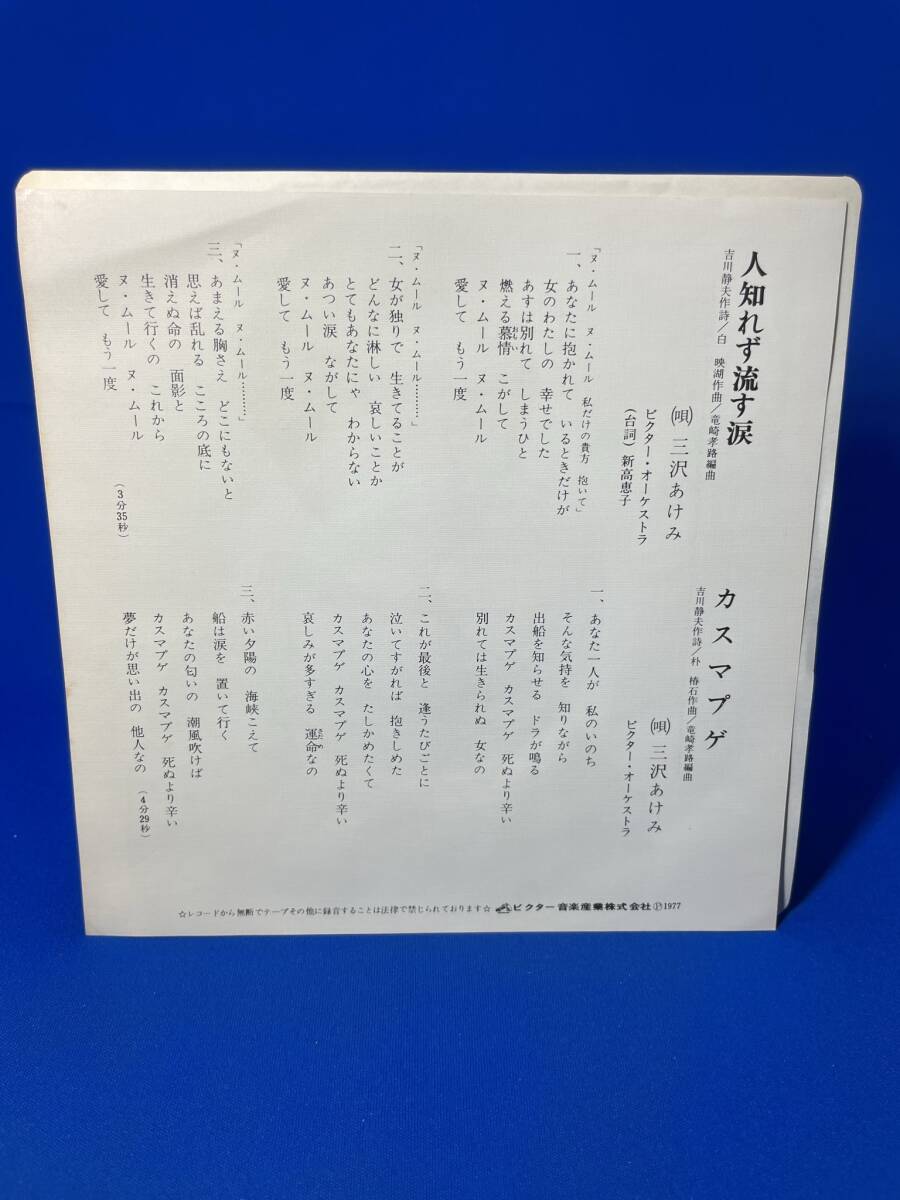 人知れず流す涙
吉川静夫作詩／白　映湖作曲／竜崎孝路編曲
(唄) 三沢あけみ
ビクター・オーケストラ
(台詞) 新高恵子
「ヌ・ムール　ヌ・ムール　私だけの貴方　抱いて」
一、あなたに抱かれて　いるときだけが
女のわたしの　幸せでした
あすは別れて　しまうひと
燃える慕情　こがして
ヌ・ムール　ヌ・ムール
愛して　もう一度
「ヌ・ムール　ヌ・ムール………」
二、女が独りで　生きてることが
どんなに淋しい　哀しいことか
とてもあなたにゃ　わからない
あつい涙　ながして
ヌ・ムール　ヌ・ムール
愛して　もう一度
「ヌ・ムール　ヌ・ムール………」
三、あまえる胸さえ　どこにもないと
思えば乱れる　こころの底に
消えぬ命の　面影と
生きて行くの　これから
ヌ・ムール　ヌ・ムール
愛して　もう一度
(3分35秒)
カスマプゲ
吉川静夫作詩／朴　椿石作曲／竜崎孝路編曲
(唄) 三沢あけみ
ビクター・オーケストラ
一、あなた一人が　私のいのち
そんな気持を　知りながら
出船を知らせる　ドラが鳴る
カスマプゲ　カスマプゲ　死ぬより辛い
別れては生きられぬ　女なの
二、これが最後と　逢うたびごとに
泣いてすがれば　抱きしめた
あなたの心を　たしかめたくて
カスマプゲ　カスマプゲ　死ぬより辛い
哀しみが多すぎる　運命なの
三、赤い夕陽の　海峡こえて
船は涙を　置いて行く
あなたの匂いの　潮風吹けば
カスマプゲ　カスマプゲ　死ぬより辛い
夢だけが思い出の　他人なの
(4分29秒)
☆レコードから無断でテープその他に録音することは法律で禁じられております☆ ビクター音楽産業株式会社Ⓟ1977